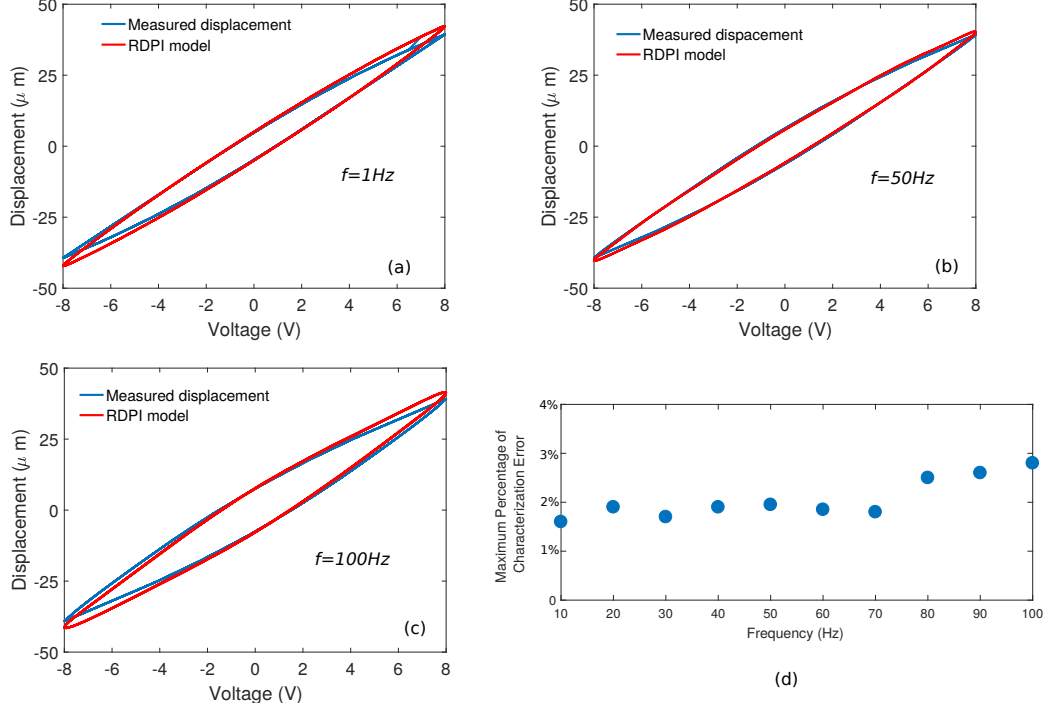 Measured dispacement
RDPI model
50
25
0
-25
-50
Displacement (μ m)
f=1Hz
(a)
-8 -6 -4 -2 0 2 4 6 8
Voltage (V)
Measured dispacement
RDPI model
50
25
0
-25
-50
Displacement (μ m)
f=50Hz
(b)
-8 -6 -4 -2 0 2 4 6 8
Voltage (V)
Measured displacement
RDPI model
50
25
0
-25
-50
Displacement (μ m)
f=100Hz
(c)
-8 -6 -4 -2 0 2 4 6 8
Voltage (V)
4%
3%
2%
1%
0
Maximum Percentage of
Characterization Error
10 20 30 40 50 60 70 80 90 100
Frequency (Hz)
(d)